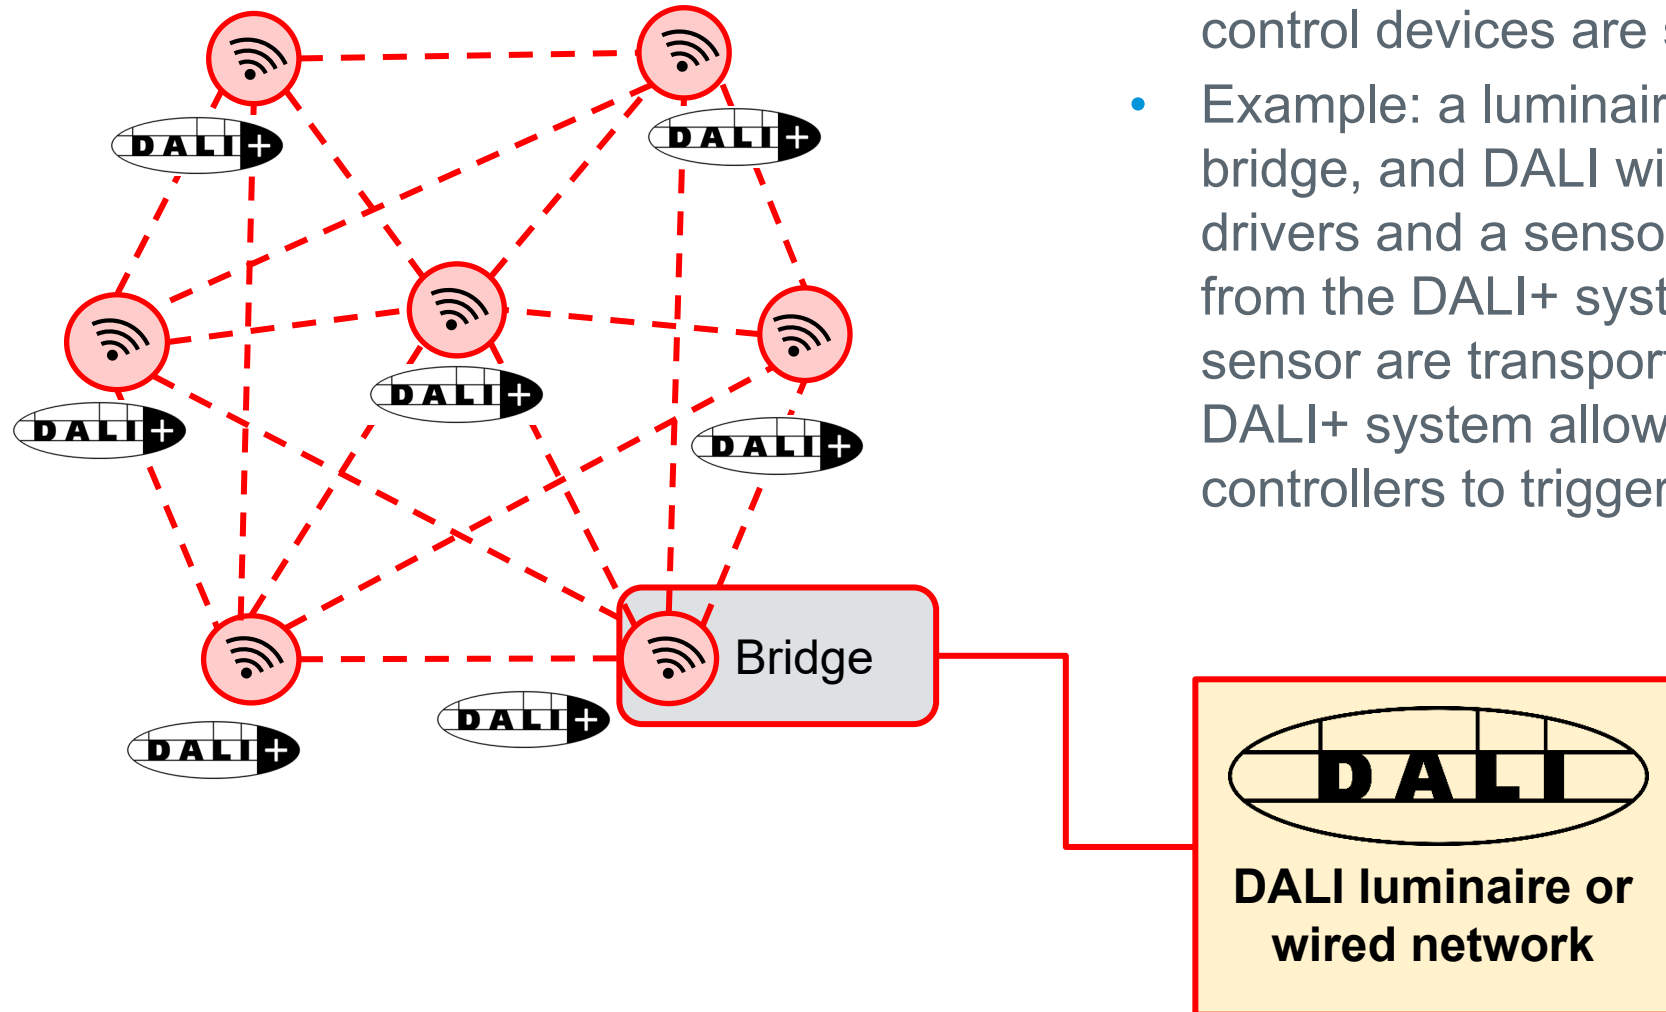 control devices are
• Example: a luminair
bridge, and DALI wi
drivers and a senso
from the DALI+ syst
sensor are transport
DALI+ system allow
controllers to trigger
DALI+
DALI+
DALI+
DALI+
DALI+
DALI+
DALI+
Bridge
DALI
DALI luminaire or
wired network